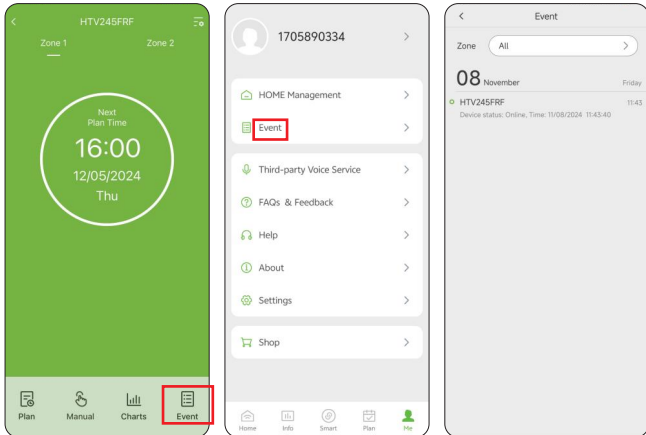 HTV245FRF
Zone 1 Zone 2
Next
Plan Time
16:00
12/05/2024
Thu
Plan Manual Charts Event
1705890334
HOME Management
Event
Third-party Voice Service
FAQs & Feedback
Help
About
Settings
Shop
Home Info Smart Plan Me
Event
Zone All
08 November Friday
HTV245FRF 11:43
Device status: Online, Time: 11/08/2024 11:43:40